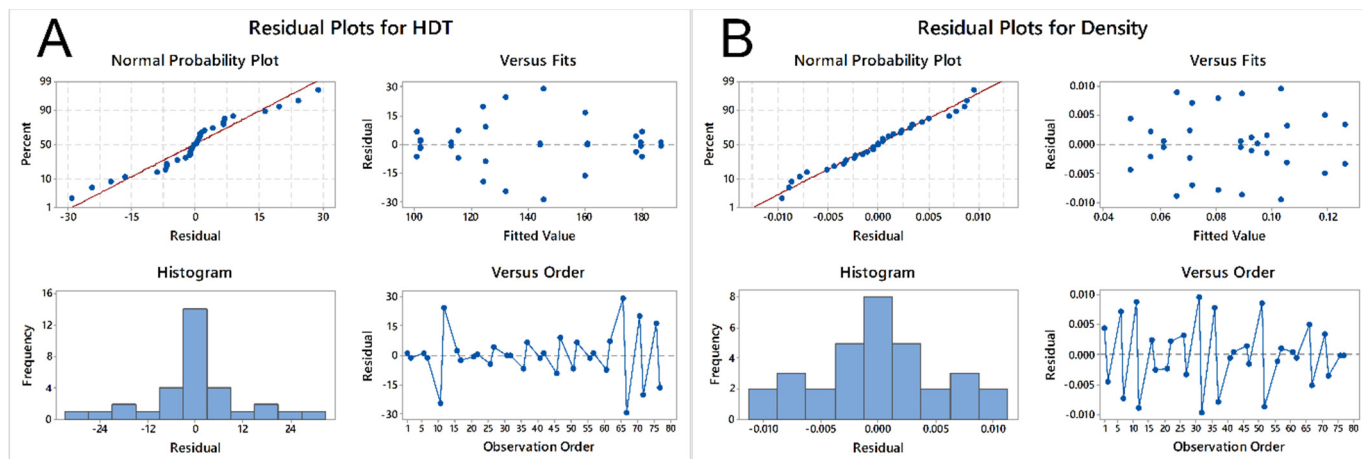 A
Residual Plots for HDT
Normal Probability Plot
Versus Fits
99
90
50
10
1
Percent
-30 -15 0 15 30
Residual
30
15
0
-15
-30
Residual
100 120 140 160 180
Fitted Value
Histogram
Versus Order
16
12
8
4
0
Frequency
-24 -12 0 12 24
Residual
30
15
0
-15
-30
Residual
1 5 10 15 20 25 30 35 40 45 50 55 60 65 70 75 80
Observation Order
B
Residual Plots for Density
Normal Probability Plot
Versus Fits
99
90
50
10
1
Percent
-0.010 -0.005 0.000 0.005 0.010
Residual
0.010
0.005
0.000
-0.005
-0.010
Residual
0.04 0.06 0.08 0.10 0.12
Fitted Value
Histogram
Versus Order
8
6
4
2
0
Frequency
-0.010 -0.005 0.000 0.005 0.010
Residual
0.010
0.005
0.000
-0.005
-0.010
Residual
1 5 10 15 20 25 30 35 40 45 50 55 60 65 70 75 80
Observation Order